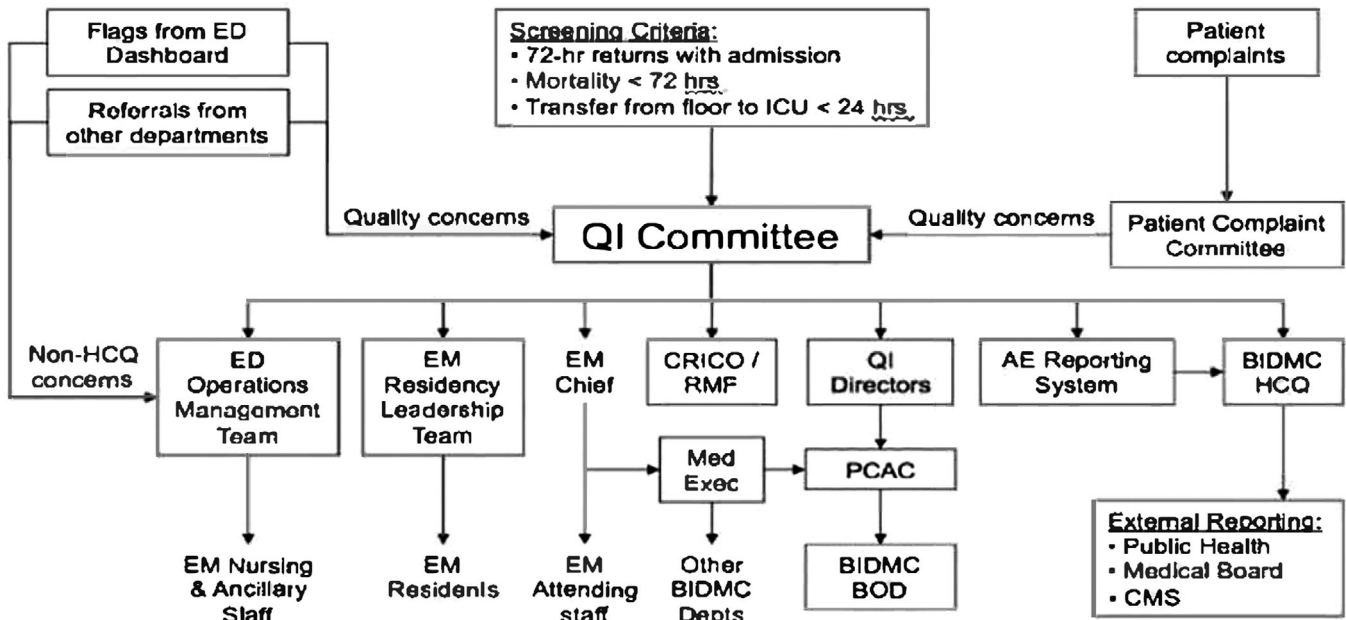 Flags from ED
Dashboard
Referrals from
other departments
Screening Criteria:
• 72-hr returns with admission
• Mortality < 72 hrs
• Transfer from floor to ICU < 24 hrs
Patient
complaints
Quality concerns
QI Committee
Quality concerns
Patient Complaint
Committee
Non-HCQ
concerns
ED
Operations
Management
Team
EM
Residency
Leadership
Team
EM
Chief
CRICO /
RMF
QI
Directors
AE Reporting
System
BIDMC
HCQ
Med
Exec
PCAC
EM Nursing
& Ancillary
Staff
EM
Residents
EM
Attending
staff
Other
BIDMC
Depts
BIDMC
BOD
External Reporting:
• Public Health
• Medical Board
• CMS